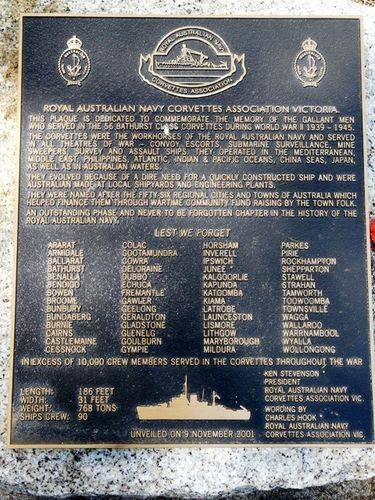 ROYAL AUSTRALIAN NAVY
CORVETTES ASSOCIATION
ROYAL AUSTRALIAN NAVY CORVETTES ASSOCIATION VICTORIA
THIS PLAQUE IS DEDICATED TO COMMEMORATE THE MEMORY OF THE GALLANT MEN
WHO SERVED IN THE 56 BATHURST CLASS CORVETTES DURING WORLD WAR II 1939 - 1945.
THE CORVETTES WERE THE WORKHORSES OF THE ROYAL AUSTRALIAN NAVY AND SERVED
IN ALL THEATRES OF WAR - CONVOY ESCORTS, SUBMARINE SURVEILLANCE, MINE
SWEEPERS, SURVEY AND ASSAULT SHIPS. THEY OPERATED IN THE MEDITERRANEAN,
MIDDLE EAST, PHILIPPINES, ATLANTIC, INDIAN & PACIFIC OCEANS, CHINA SEAS, JAPAN,
AS WELL AS IN AUSTRALIAN WATERS.
THEY EVOLVED BECAUSE OF A DIRE NEED FOR A QUICKLY CONSTRUCTED SHIP AND WERE
AUSTRALIAN MADE AT LOCAL SHIPYARDS AND ENGINEERING PLANTS.
THEY WERE NAMED AFTER THE FIFTY-SIX REGIONAL CITIES AND TOWNS OF AUSTRALIA WHICH
HELPED FINANCE THEM THROUGH WARTIME COMMUNITY FUND RAISING BY THE TOWN FOLK.
AN OUTSTANDING PHASE AND NEVER TO BE FORGOTTEN CHAPTER IN THE HISTORY OF THE
ROYAL AUSTRALIAN NAVY.
LEST WE FORGET
ARARAT COLAC HORSHAM PARKES
ARMIDALE COOTAMUNDRA INVERELL PIRIE
BALLARAT COWRA IPSWICH ROCKHAMPTON
BATHURST DELORAINE JUNEE SHEPPARTON
BENALLA DUBBO KALGOORLIE STAWELL
BENDIGO ECHUCA KAPUNDA STRAHAN
BOWEN FREMANTLE KATOOMBA TAMWORTH
BROOME GAWLER KIAMA TOOWOOMBA
BUNBURY GEELONG LATROBE TOWNSVILLE
BUNDABERG GERALDTON LAUNCESTON WAGGA
BURNIE GLADSTONE LISMORE WALLAROO
CAIRNS GLENELG LITHGOW WARRNAMBOOL
CASTLEMAINE GOULBURN MARYBOROUGH WYALLA
CESSNOCK GYMPIE MILDURA WOLLONGONG
IN EXCESS OF 10,000 CREW MEMBERS SERVED IN THE CORVETTES THROUGHOUT THE WAR
LENGTH: 186 FEET
WIDTH: 31 FEET
WEIGHT: 768 TONS
SHIPS CREW: 90
KEN STEVENSON
PRESIDENT
ROYAL AUSTRALIAN NAVY
CORVETTES ASSOCIATION VIC.
WORDING BY
CHARLES HOOK
ROYAL AUSTRALIAN NAVY
CORVETTES ASSOCIATION VIC.
UNVEILED ON 9 NOVEMBER 2001